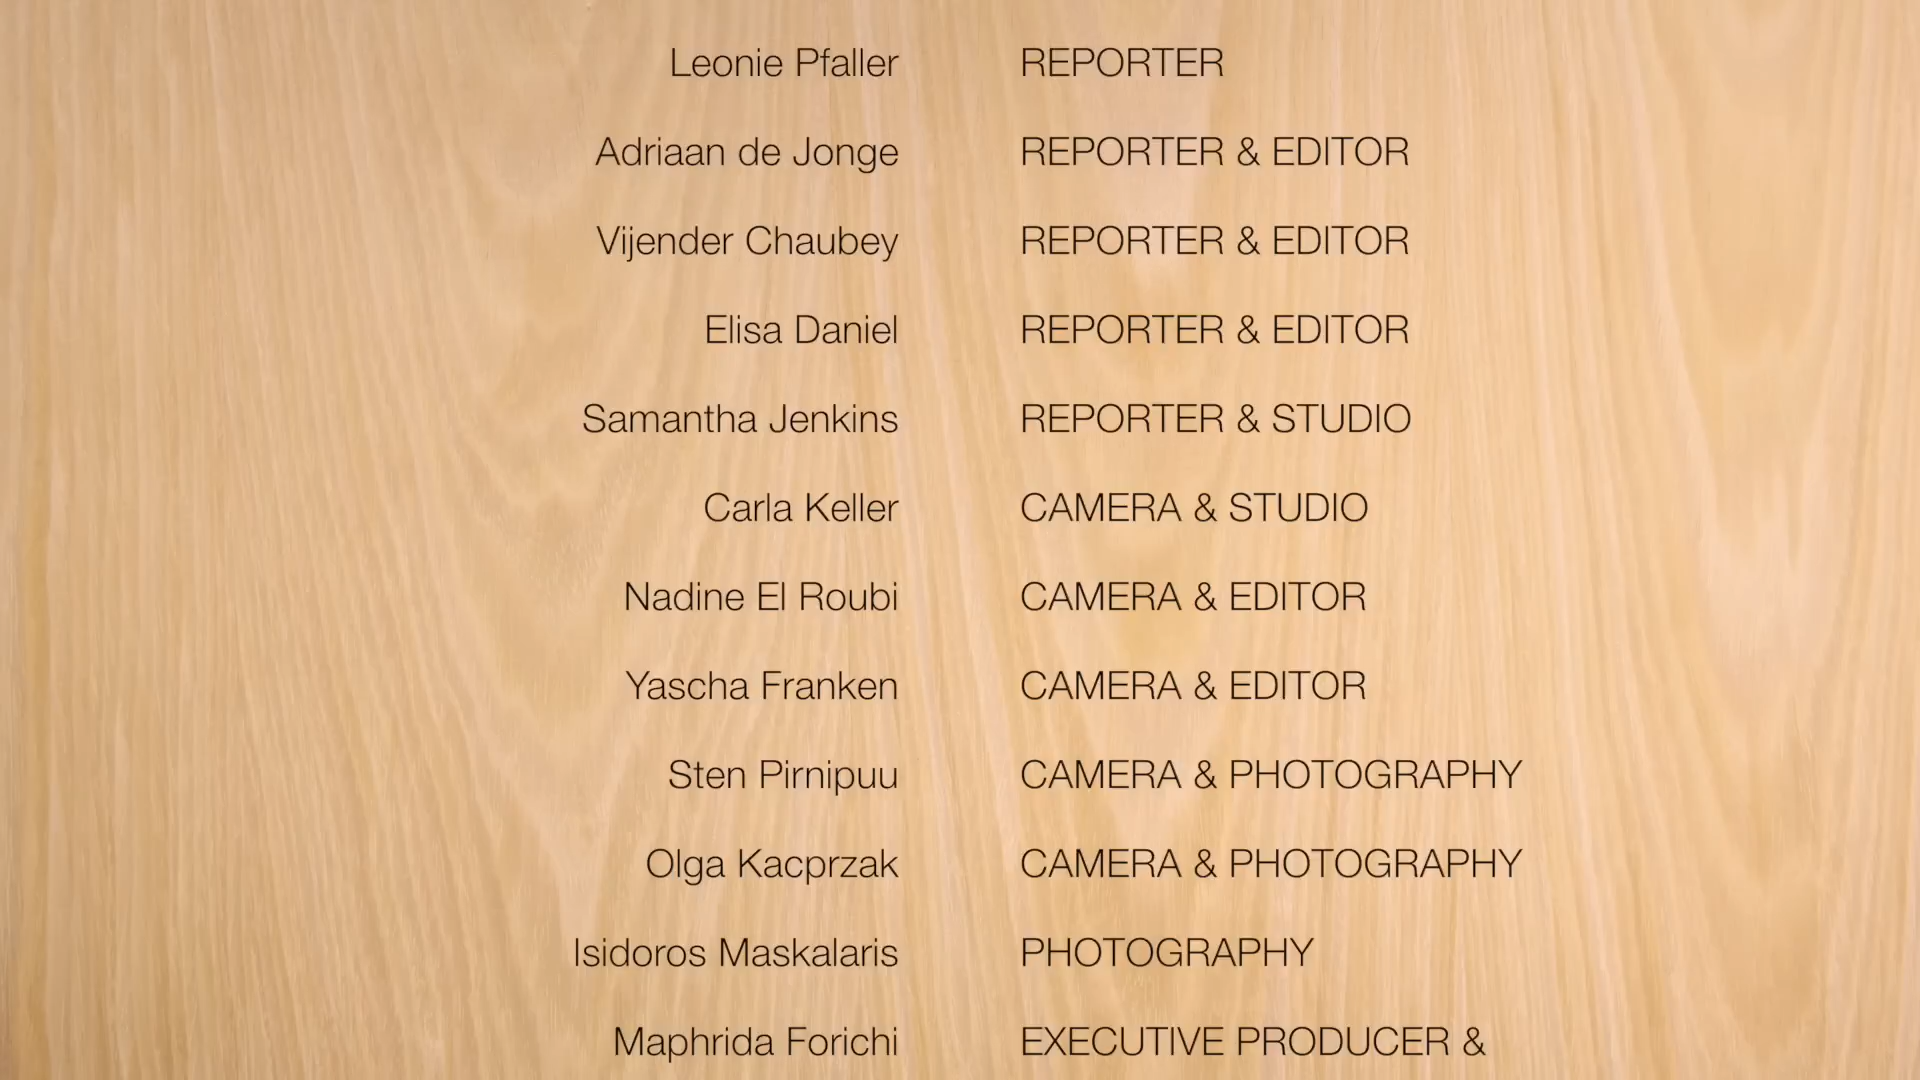 Leonie Pfaller REPORTER
Adriaan de Jonge REPORTER & EDITOR
Vijender Chaubey REPORTER & EDITOR
Elisa Daniel REPORTER & EDITOR
Samantha Jenkins REPORTER & STUDIO
Carla Keller CAMERA & STUDIO
Nadine El Roubi CAMERA & EDITOR
Yascha Franken CAMERA & EDITOR
Sten Pirnipuu CAMERA & PHOTOGRAPHY
Olga Kacprzak CAMERA & PHOTOGRAPHY
Isidoros Maskalaris PHOTOGRAPHY
Maphrida Forichi EXECUTIVE PRODUCER &